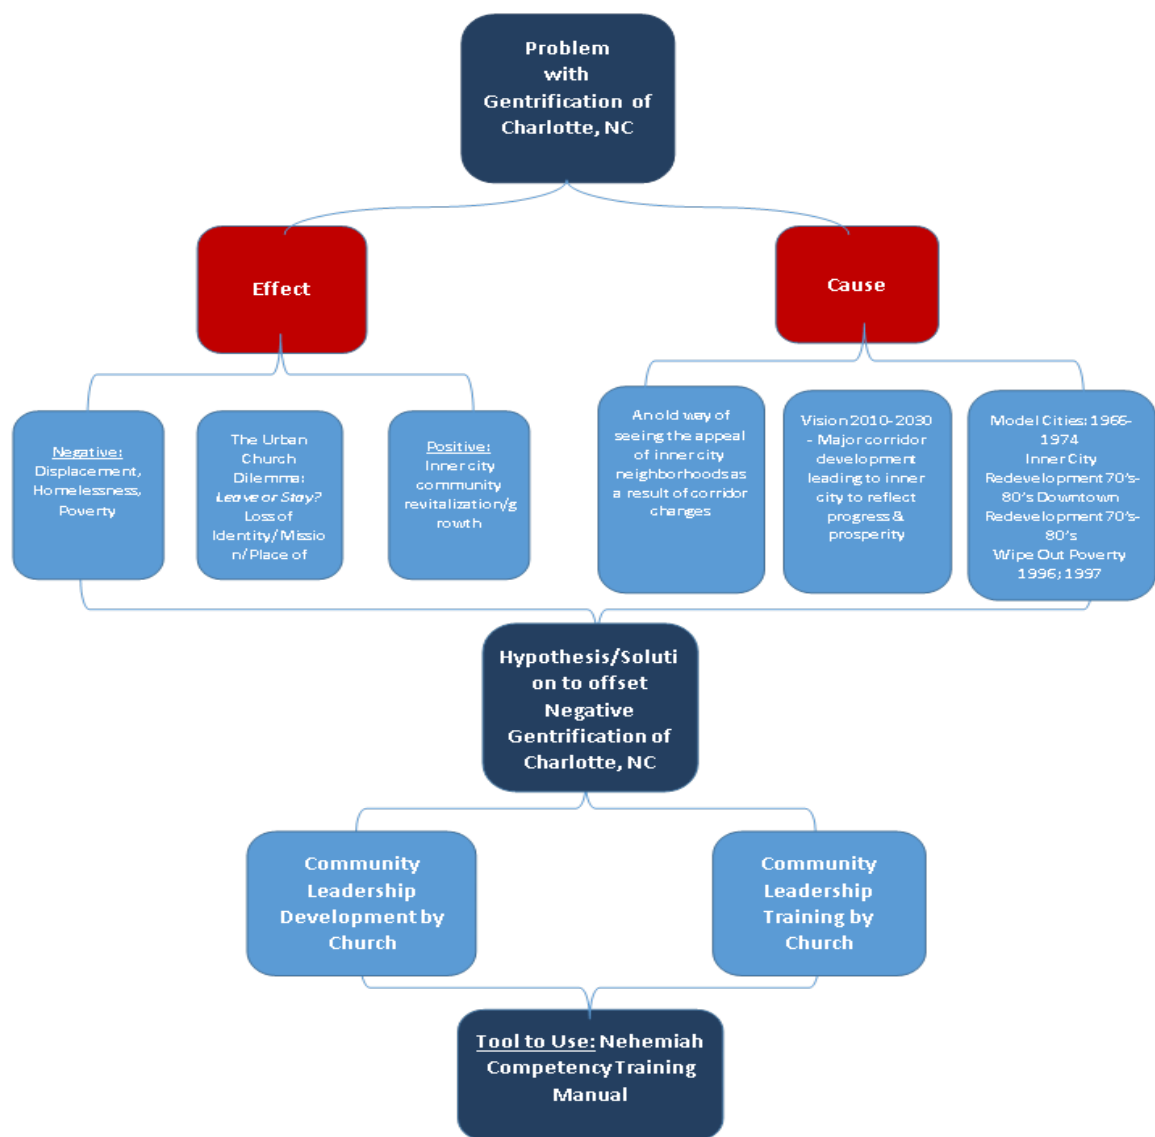 Problem
with
Gentrification of
Charlotte, NC
Effect
Cause
Negative:
Displacement,
Homelessness,
Poverty
The Urban
Church
Dilemma:
Leave or Stay?
Loss of
Identity/Missio
n/Place of
Positive:
Inner city
community
revitalization/g
rowth
An old way of
seeing the appeal
of inner city
neighborhoods as
a result of corridor
changes
Vision 2010-2030
- Major corridor
development
leading to inner
city to reflect
progress &
prosperity
Model Cities: 1966-
1974
Inner City
Redevelopment 70's-
80's Downtown
Redevelopment 70's-
80's
Wipe Out Poverty
1996; 1997
Hypothesis/Soluti
on to offset
Negative
Gentrification of
Charlotte, NC
Community
Leadership
Development by
Church
Community
Leadership
Training by
Church
Tool to Use: Nehemiah
Competency Training
Manual